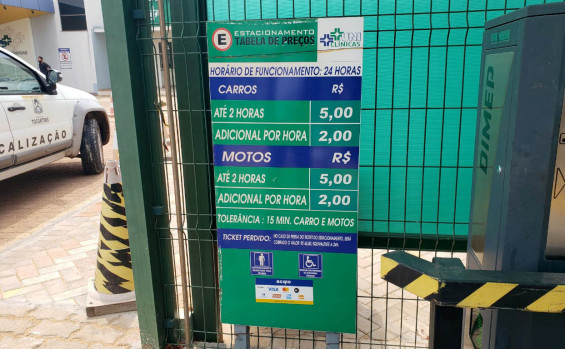 E ESTACIONAMENTO
TABELA DE PREÇOS
CLÍNICAS
HORÁRIO DE FUNCIONAMENTO: 24 HORAS
CARROS R$
ATÉ 2 HORAS 5,00
ADICIONAL POR HORA 2,00
MOTOS R$
ATÉ 2 HORAS 5,00
ADICIONAL POR HORA 2,00
TOLERÂNCIA : 15 MIN. CARRO E MOTOS
TICKET PERDIDO:
VISA
DIMEP
TOCANTINS
CALIZAÇÃO